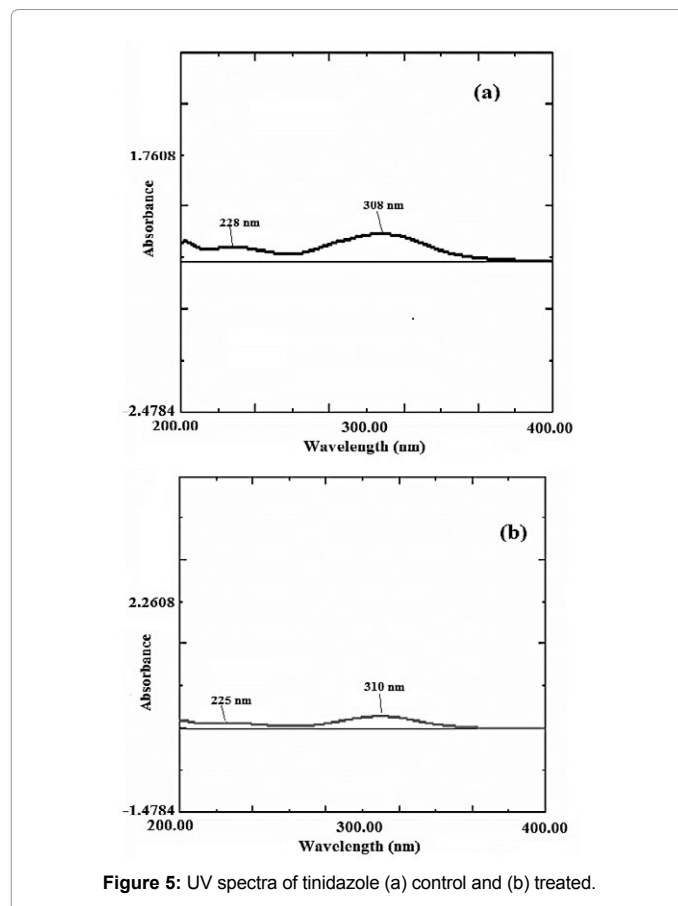 (a)
1.7608
Absorbance
308 nm
228 nm
-2.4784
200.00 300.00 400.00
Wavelength (nm)
(b)
2.2608
Absorbance
310 nm
225 nm
-1.4784
200.00 300.00 400.00
Wavelength (nm)
Figure 5: UV spectra of tinidazole (a) control and (b) treated.